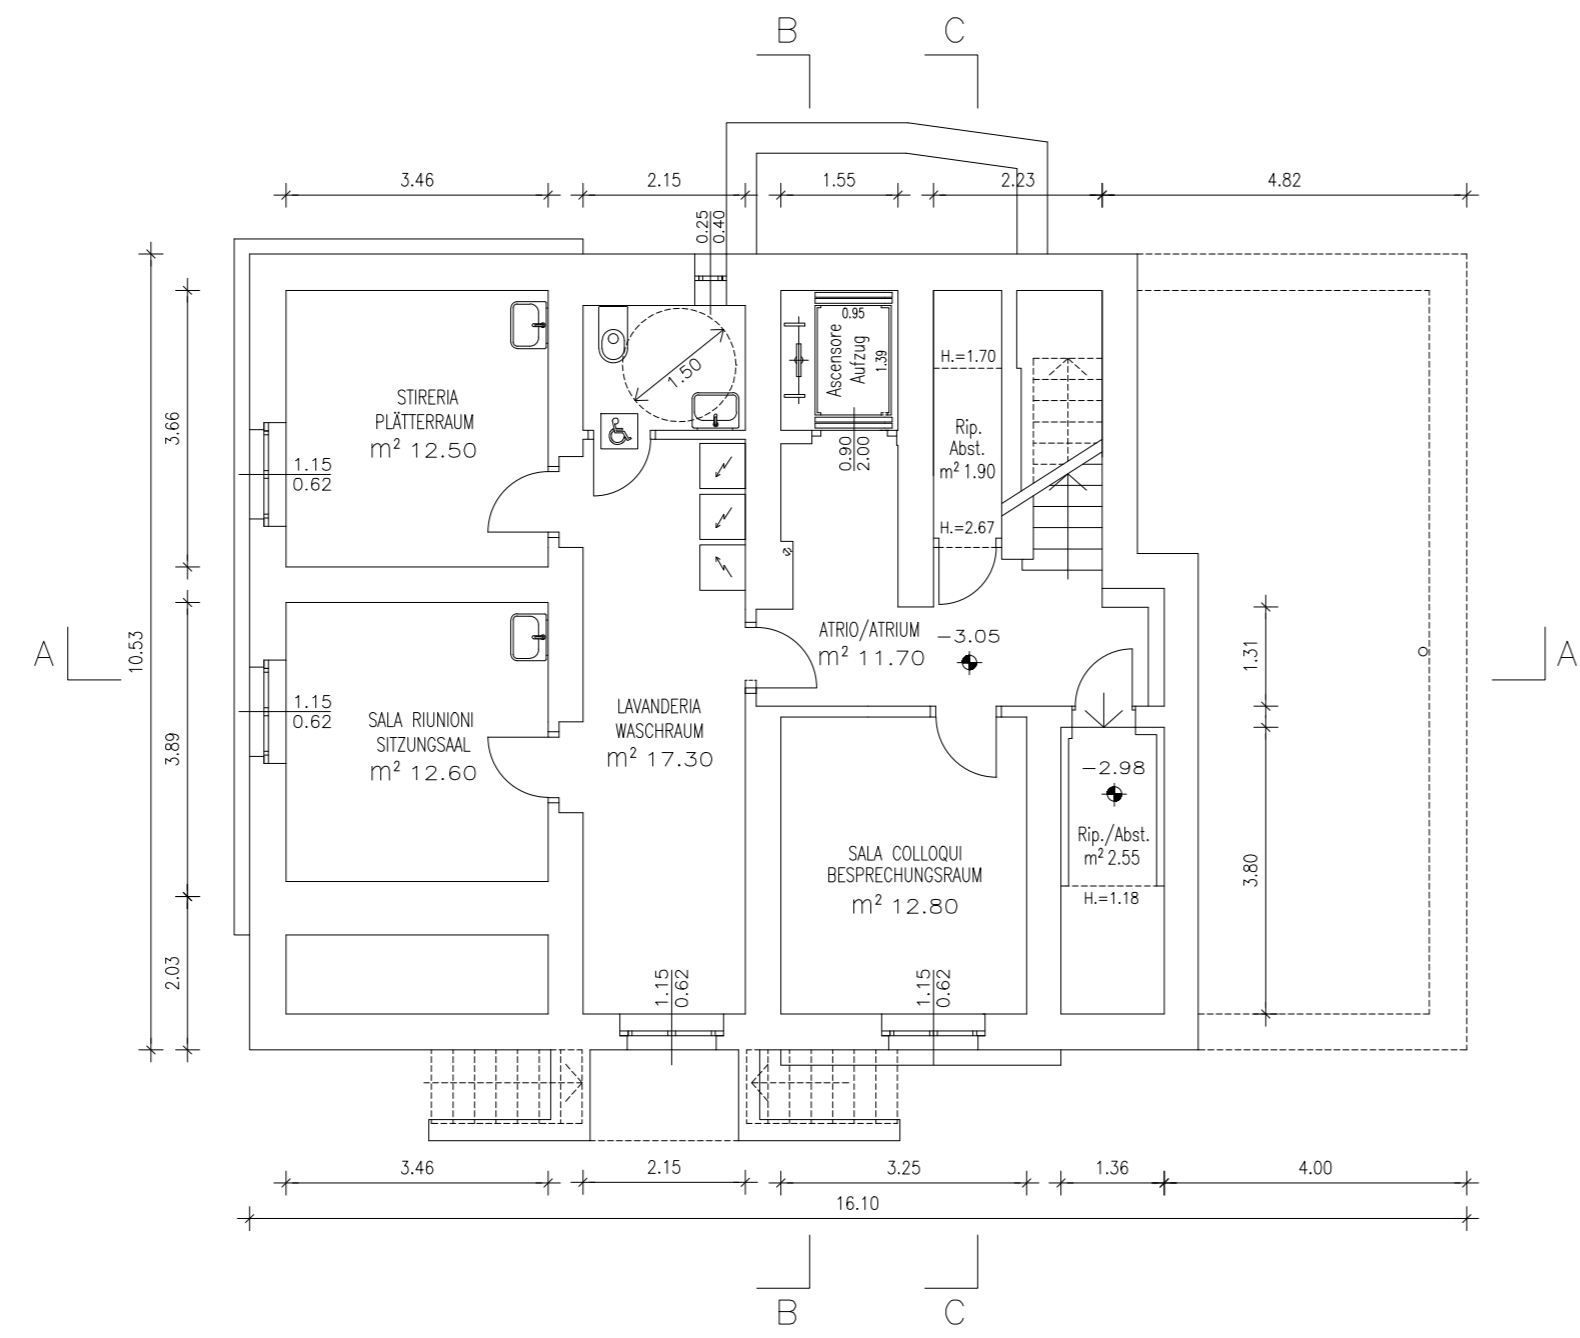 B
C
3.46
2.15
1.55
2.23
4.82
0.25
0.40
10.53
3.66
3.89
2.03
STIRERIA
PLÄTTERRAUM
m² 12.50
1.15
0.62
1.50
Ascensore
Aufzug
0.95
1.39
0.90
2.00
H.=1.70
Rip.
Abst.
m² 1.90
H.=2.67
A
SALA RIUNIONI
SITZUNGSAAL
m² 12.60
1.15
0.62
LAVANDERIA
WASCHRAUM
m² 17.30
ATRIO/ATRIUM
m² 11.70
-3.05
1.31
A
SALA COLLOQUI
BESPRECHUNGSRAUM
m² 12.80
-2.98
Rip./Abst.
m² 2.55
H.=1.18
3.80
1.15
0.62
1.15
0.62
3.46
2.15
3.25
1.36
4.00
16.10
B
C